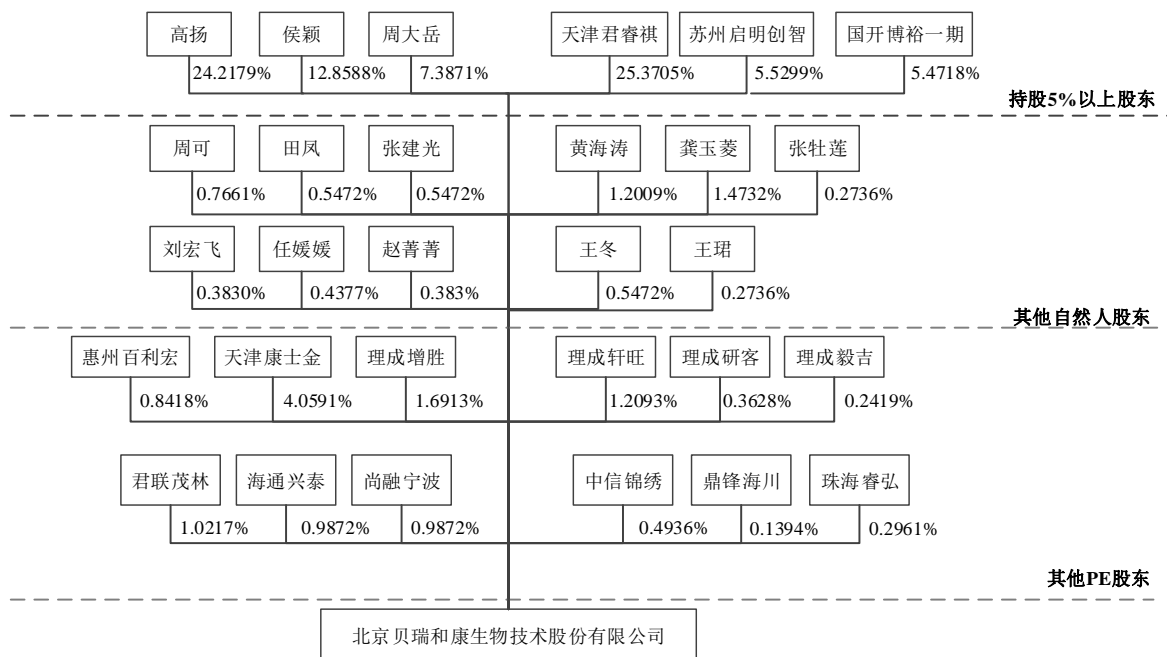 高扬 侯颖 周大岳 天津君睿祺 苏州启明创智 国开博裕一期
24.2179% 12.8588% 7.3871% 25.3705% 5.5299% 5.4718%
持股5%以上股东
周可 田凤 张建光 黄海涛 龚玉菱 张牡莲
0.7661% 0.5472% 0.5472% 1.2009% 1.4732% 0.2736%
刘宏飞 任媛媛 赵菁菁 王冬 王珺
0.3830% 0.4377% 0.383% 0.5472% 0.2736%
其他自然人股东
惠州百利宏 天津康士金 理成增胜 理成轩旺 理成研客 理成毅吉
0.8418% 4.0591% 1.6913% 1.2093% 0.3628% 0.2419%
君联茂林 海通兴泰 尚融宁波 中信锦绣 鼎锋海川 珠海睿弘
1.0217% 0.9872% 0.9872% 0.4936% 0.1394% 0.2961%
其他PE股东
北京贝瑞和康生物技术股份有限公司